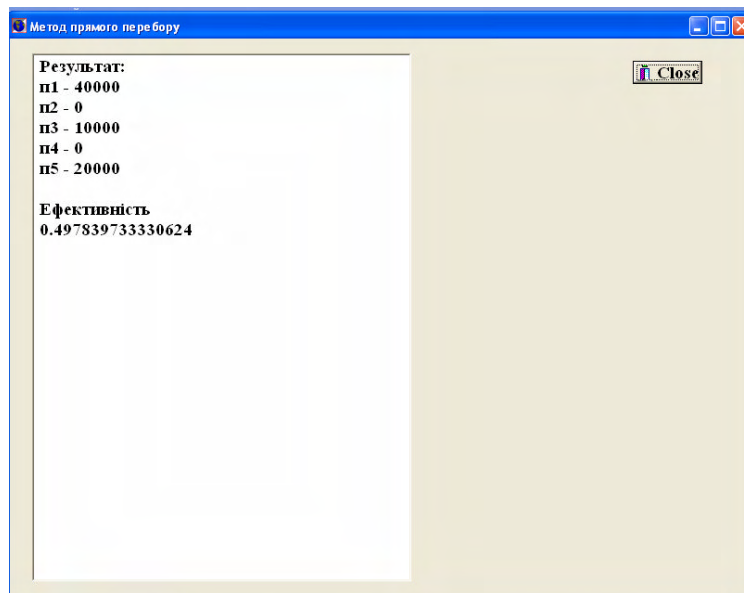 Метод прямого перебору
Close
Результат:
п1 - 40000
п2 - 0
п3 - 10000
п4 - 0
п5 - 20000
Ефективність
0.497839733330624